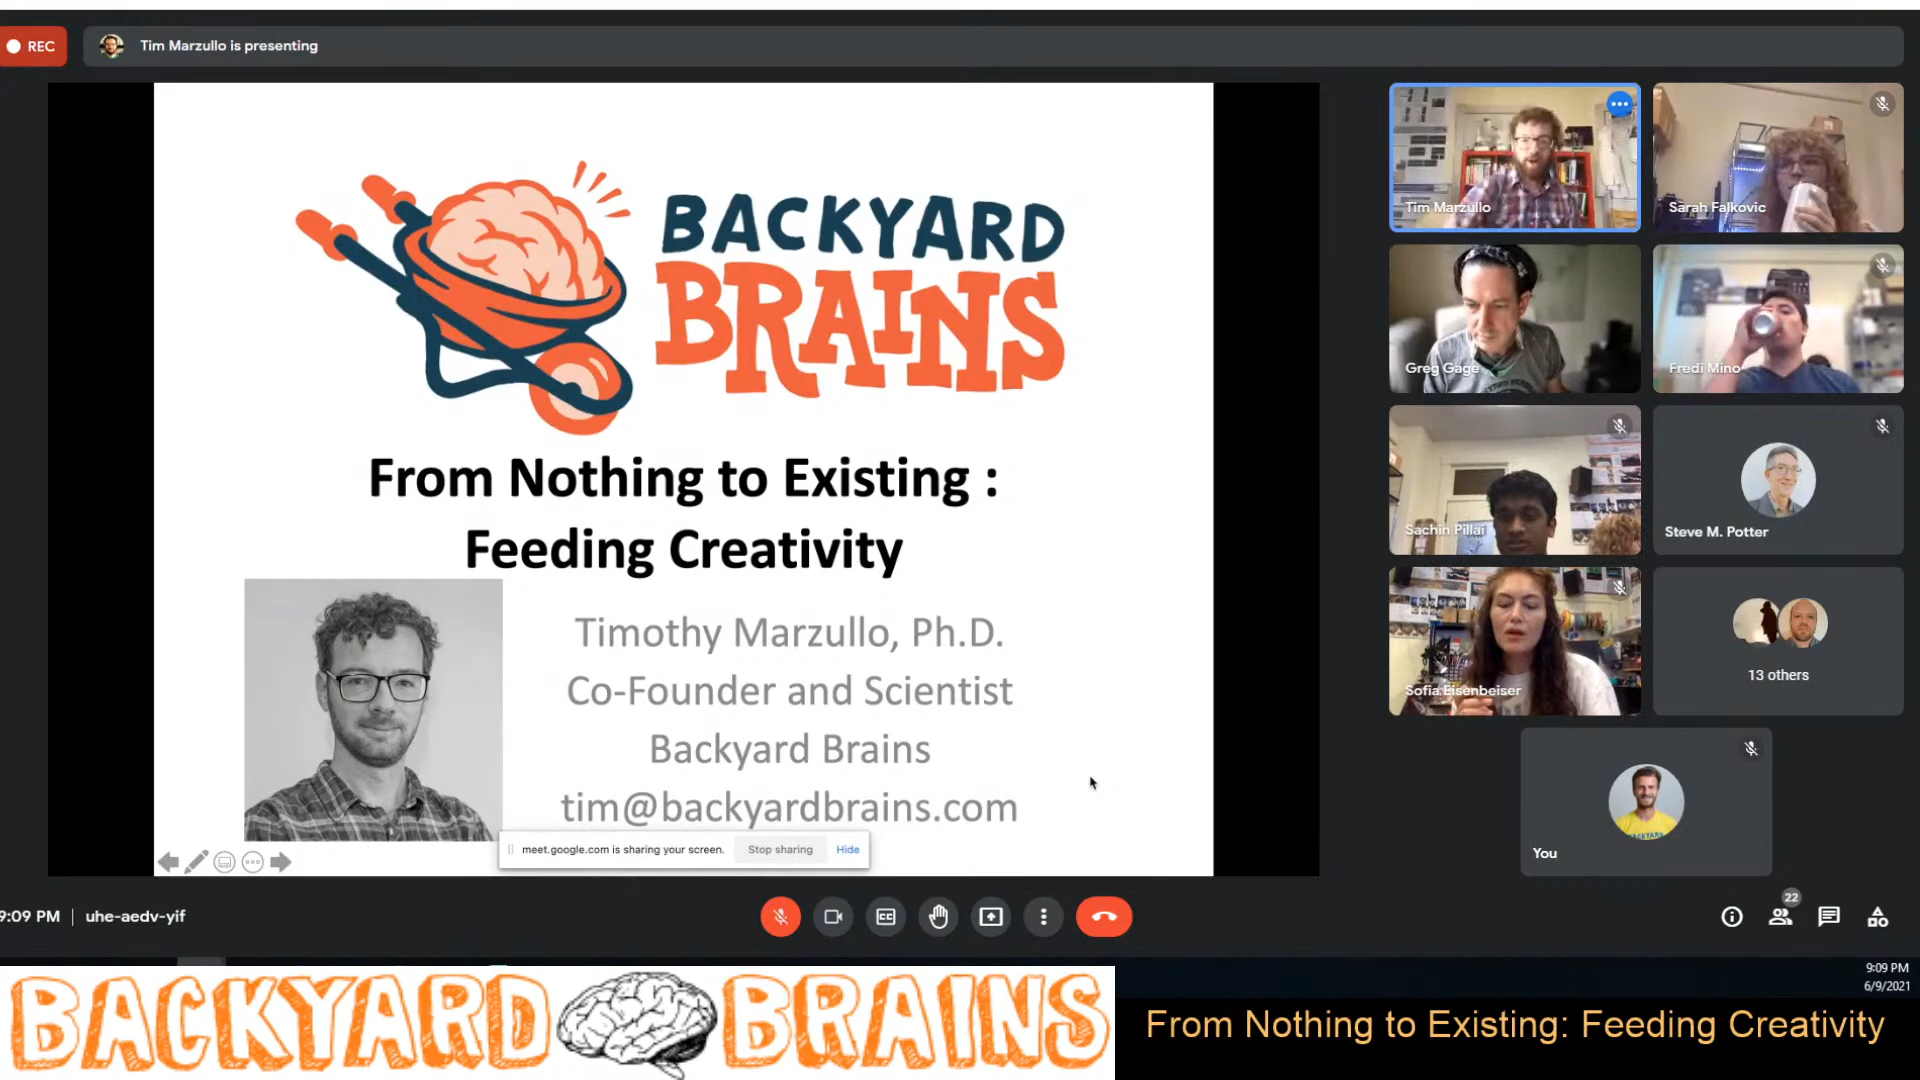 REC
Tim Marzullo is presenting
BACKYARD
BRAINS
From Nothing to Existing :
Feeding Creativity
Timothy Marzullo, Ph.D.
Co-Founder and Scientist
Backyard Brains
tim@backyardbrains.com
meet.google.com is sharing your screen.
Stop sharing
Hide
Tim Marzullo
Sarah Falkovic
Greg Gage
Fredi Mino
Sachin Pillai
Steve M. Potter
Sofia Eisenbeiser
13 others
You
9:09 PM | uhe-aedv-yif
CC
22
9:09 PM
6/9/2021
BACKYARD BRAINS
From Nothing to Existing: Feeding Creativity